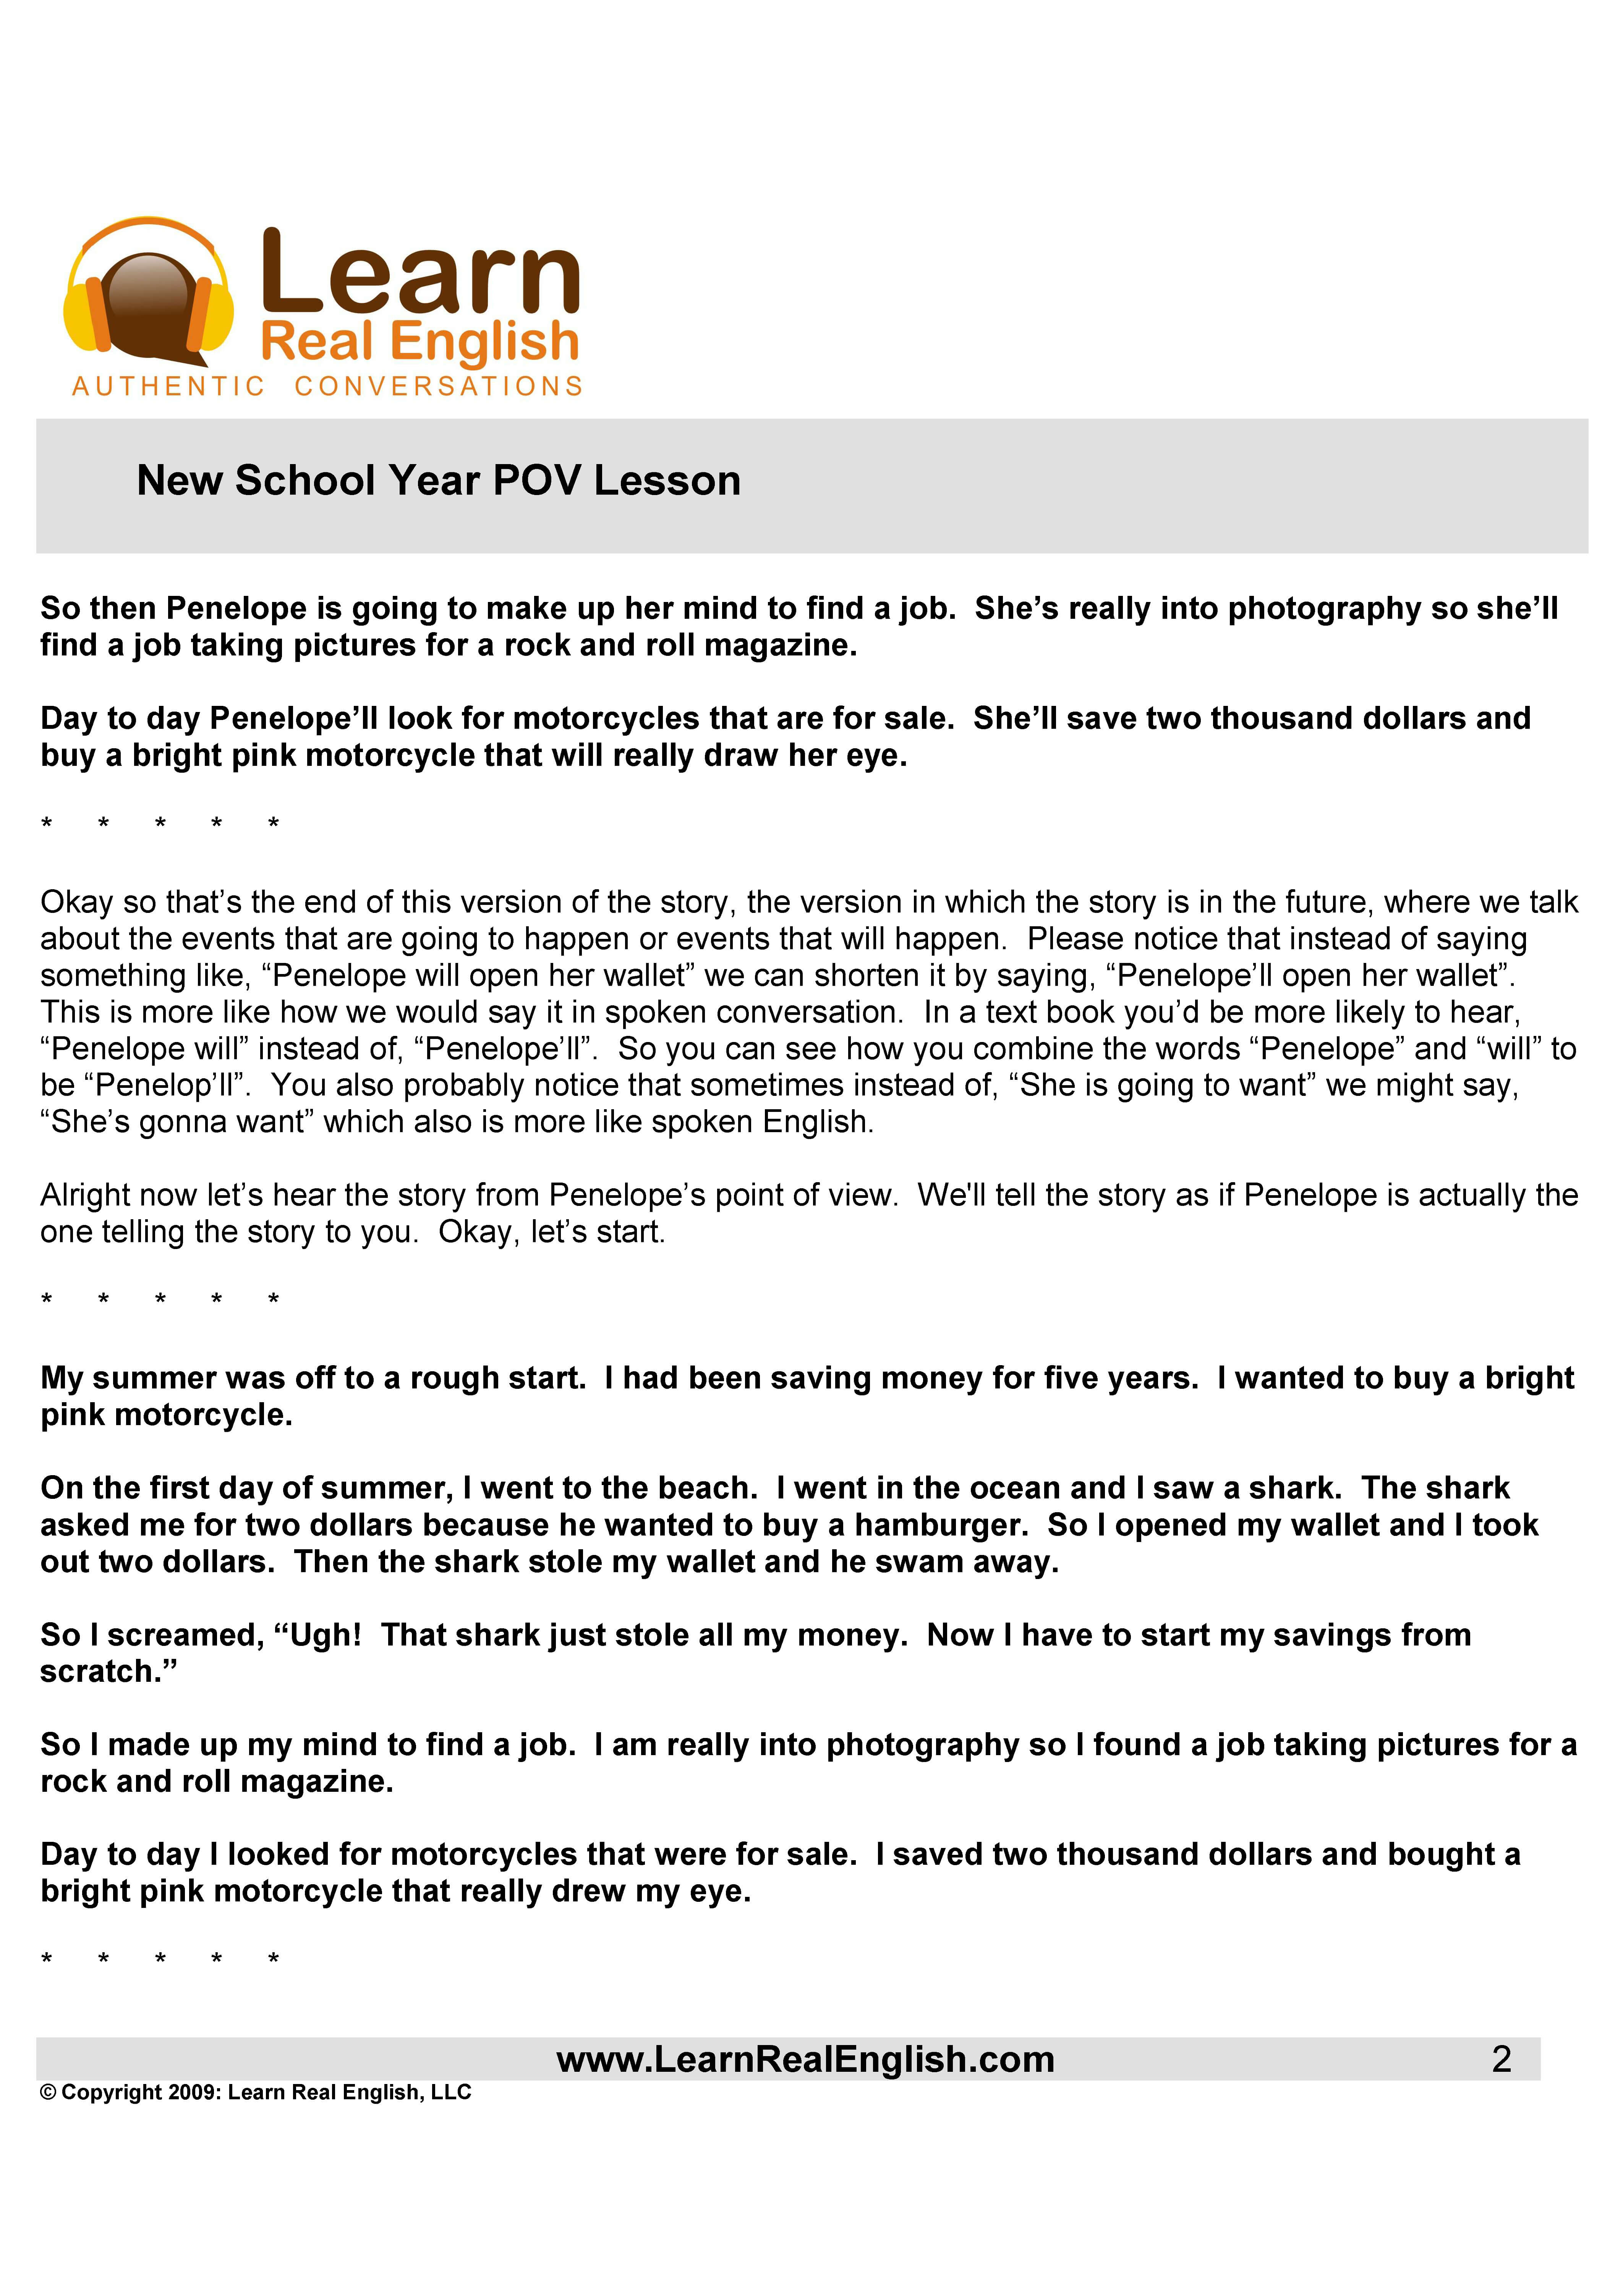 Learn
Real English
AUTHENTIC CONVERSATIONS
New School Year POV Lesson
So then Penelope is going to make up her mind to find a job.  She’s really into photography so she’ll
find a job taking pictures for a rock and roll magazine.
Day to day Penelope’ll look for motorcycles that are for sale.  She’ll save two thousand dollars and
buy a bright pink motorcycle that will really draw her eye.
* * * * *
Okay so that’s the end of this version of the story, the version in which the story is in the future, where we talk
about the events that are going to happen or events that will happen.  Please notice that instead of saying
something like, “Penelope will open her wallet” we can shorten it by saying, “Penelope’ll open her wallet”.
This is more like how we would say it in spoken conversation.  In a text book you’d be more likely to hear,
“Penelope will” instead of, “Penelope’ll”.  So you can see how you combine the words “Penelope” and “will” to
be “Penelop’ll”.  You also probably notice that sometimes instead of, “She is going to want” we might say,
“She’s gonna want” which also is more like spoken English.
Alright now let’s hear the story from Penelope’s point of view.  We'll tell the story as if Penelope is actually the
one telling the story to you.  Okay, let’s start.
* * * * *
My summer was off to a rough start.  I had been saving money for five years.  I wanted to buy a bright
pink motorcycle.
On the first day of summer, I went to the beach.  I went in the ocean and I saw a shark.  The shark
asked me for two dollars because he wanted to buy a hamburger.  So I opened my wallet and I took
out two dollars.  Then the shark stole my wallet and he swam away.
So I screamed, “Ugh!  That shark just stole all my money.  Now I have to start my savings from
scratch.”
So I made up my mind to find a job.  I am really into photography so I found a job taking pictures for a
rock and roll magazine.
Day to day I looked for motorcycles that were for sale.  I saved two thousand dollars and bought a
bright pink motorcycle that really drew my eye.
* * * * *
www.LearnRealEnglish.com 2
© Copyright 2009: Learn Real English, LLC